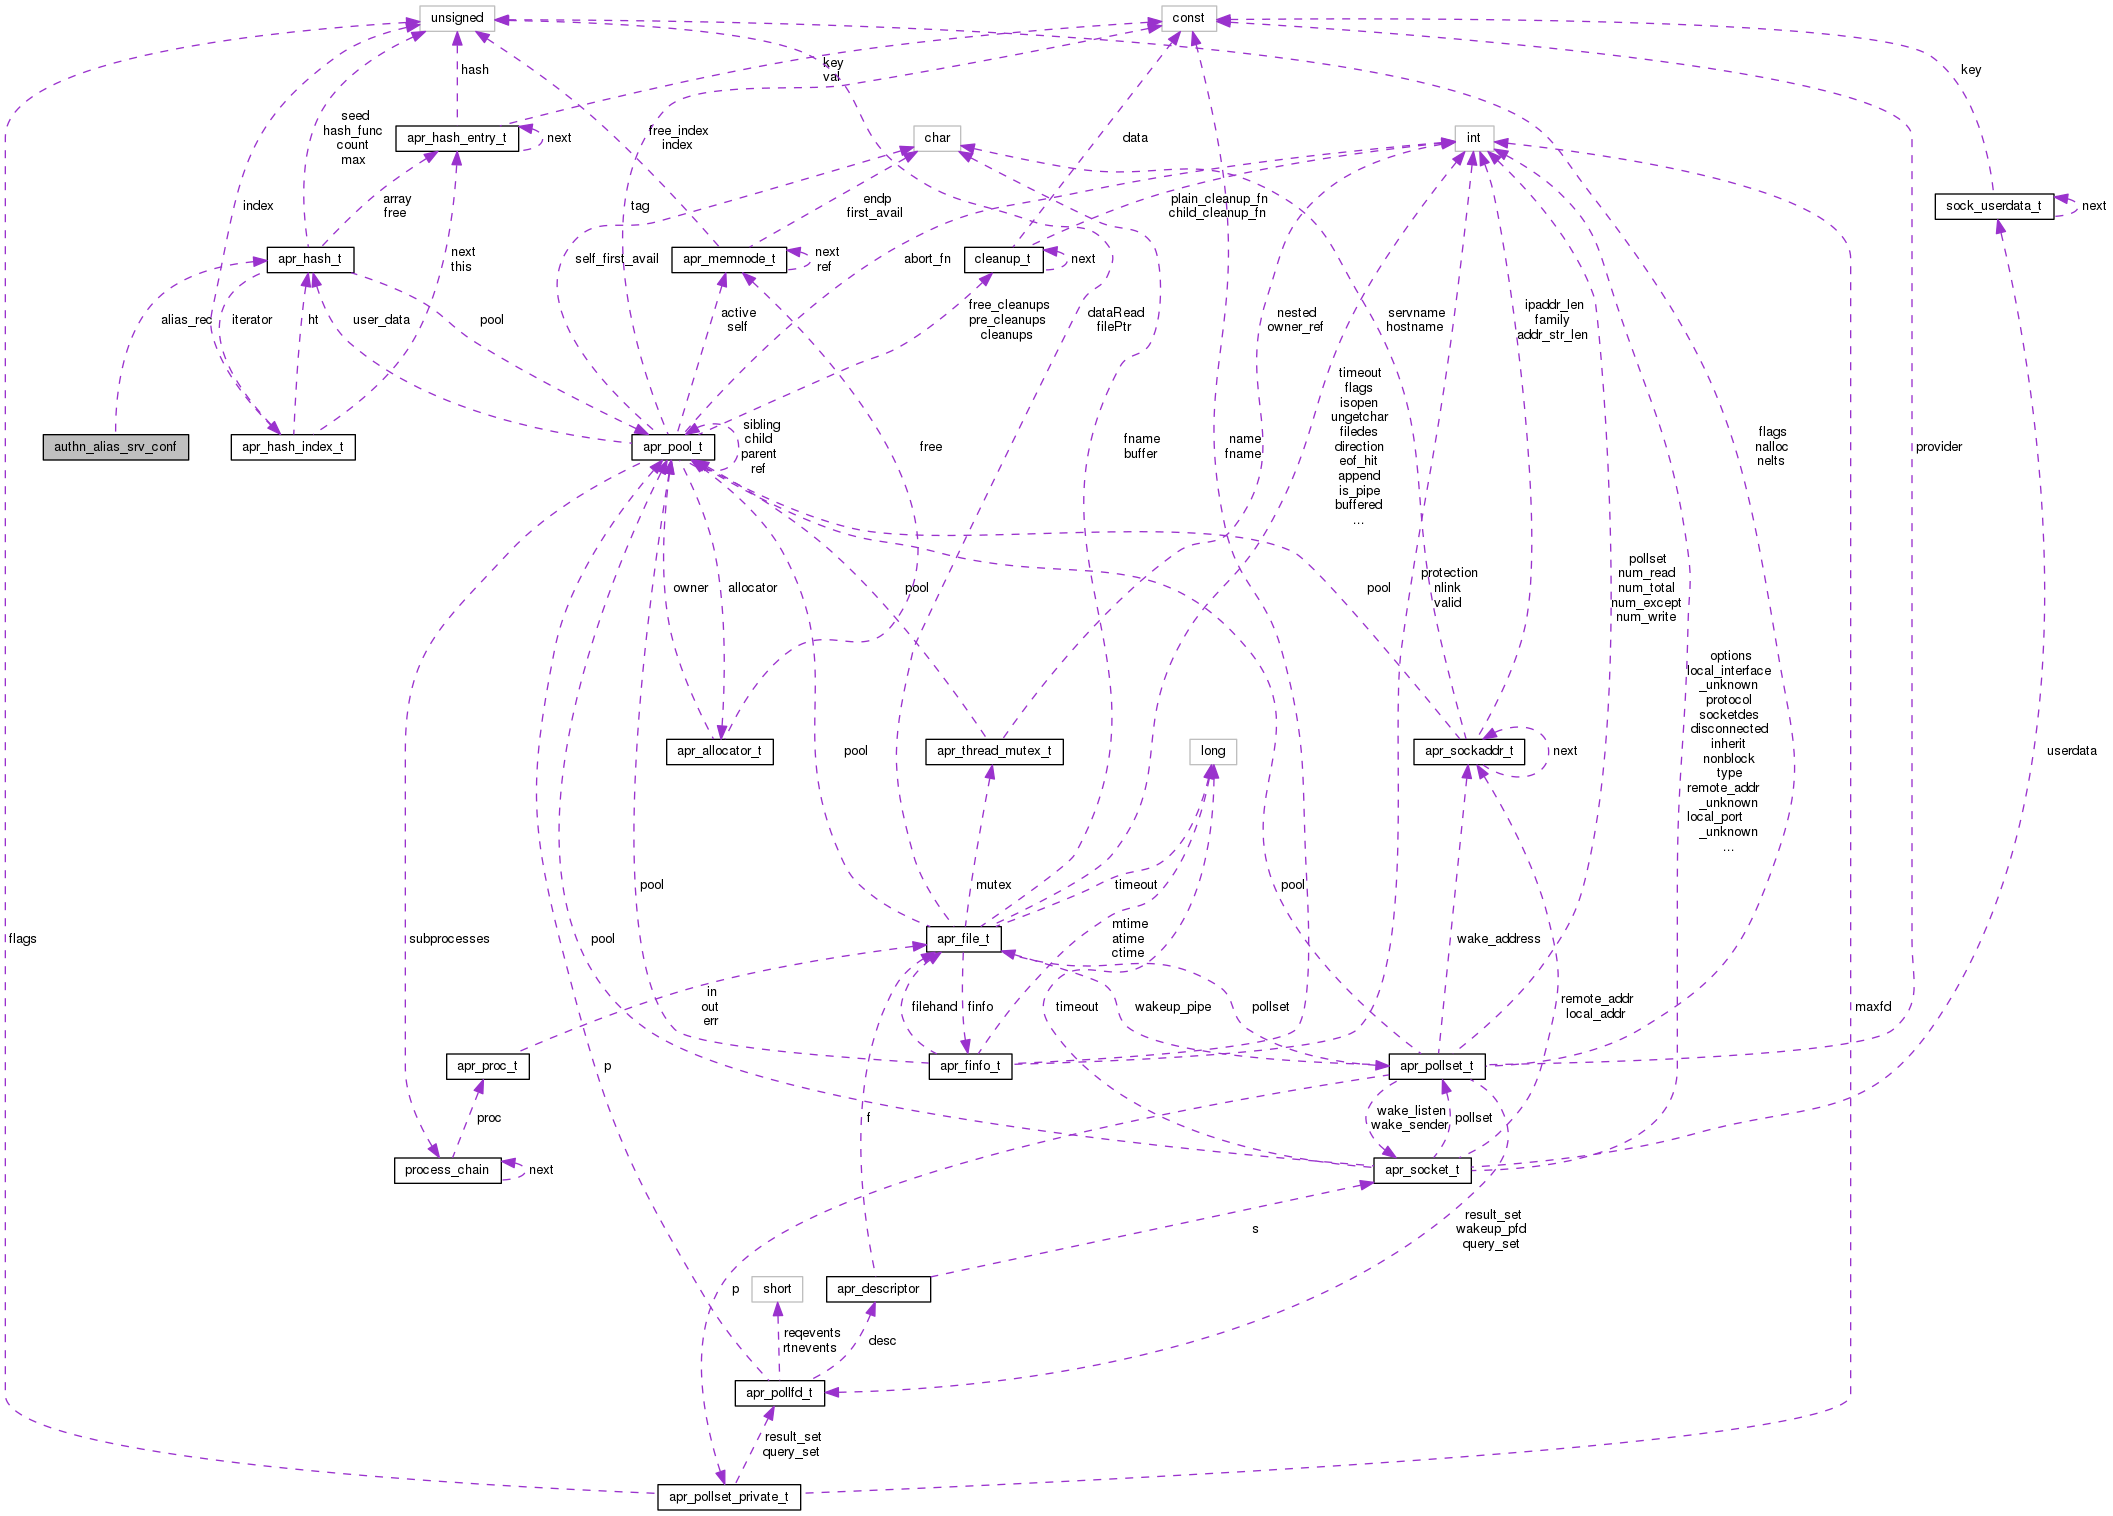 unsigned
const
key
val
hash
key
seed
hash_func
count
max
apr_hash_entry_t
next
free_index
index
char
data
int
index
array
free
tag
endp
first_avail
plain_cleanup_fn
child_cleanup_fn
sock_userdata_t
next
apr_hash_t
next
this
self_first_avail
apr_memnode_t
next
ref
abort_fn
cleanup_t
next
alias_rec
iterator
ht
user_data
pool
active
self
free_cleanups
pre_cleanups
cleanups
dataRead
filePtr
nested
owner_ref
servname
hostname
ipaddr_len
family
addr_str_len
authn_alias_srv_conf
apr_hash_index_t
apr_pool_t
sibling
child
parent
ref
free
fname
buffer
name
fname
timeout
flags
isopen
ungetchar
filedes
direction
eof_hit
append
is_pipe
buffered
...
flags
nalloc
nelts
provider
owner
allocator
pool
pool
protection
nlink
valid
pollset
num_read
num_total
num_except
num_write
apr_allocator_t
pool
apr_thread_mutex_t
long
apr_sockaddr_t
next
options
local_interface
_unknown
protocol
socketdes
disconnected
inherit
nonblock
type
remote_addr
_unknown
local_port
_unknown
...
userdata
pool
mutex
timeout
pool
flags
subprocesses
pool
apr_file_t
mtime
atime
ctime
wake_address
in
out
err
filehand
finfo
timeout
wakeup_pipe
pollset
remote_addr
local_addr
maxfd
p
apr_proc_t
apr_finfo_t
apr_pollset_t
proc
f
wake_listen
wake_sender
pollset
process_chain
next
apr_socket_t
s
result_set
wakeup_pfd
query_set
p
short
apr_descriptor
reqevents
rtnevents
desc
apr_pollfd_t
result_set
query_set
apr_pollset_private_t